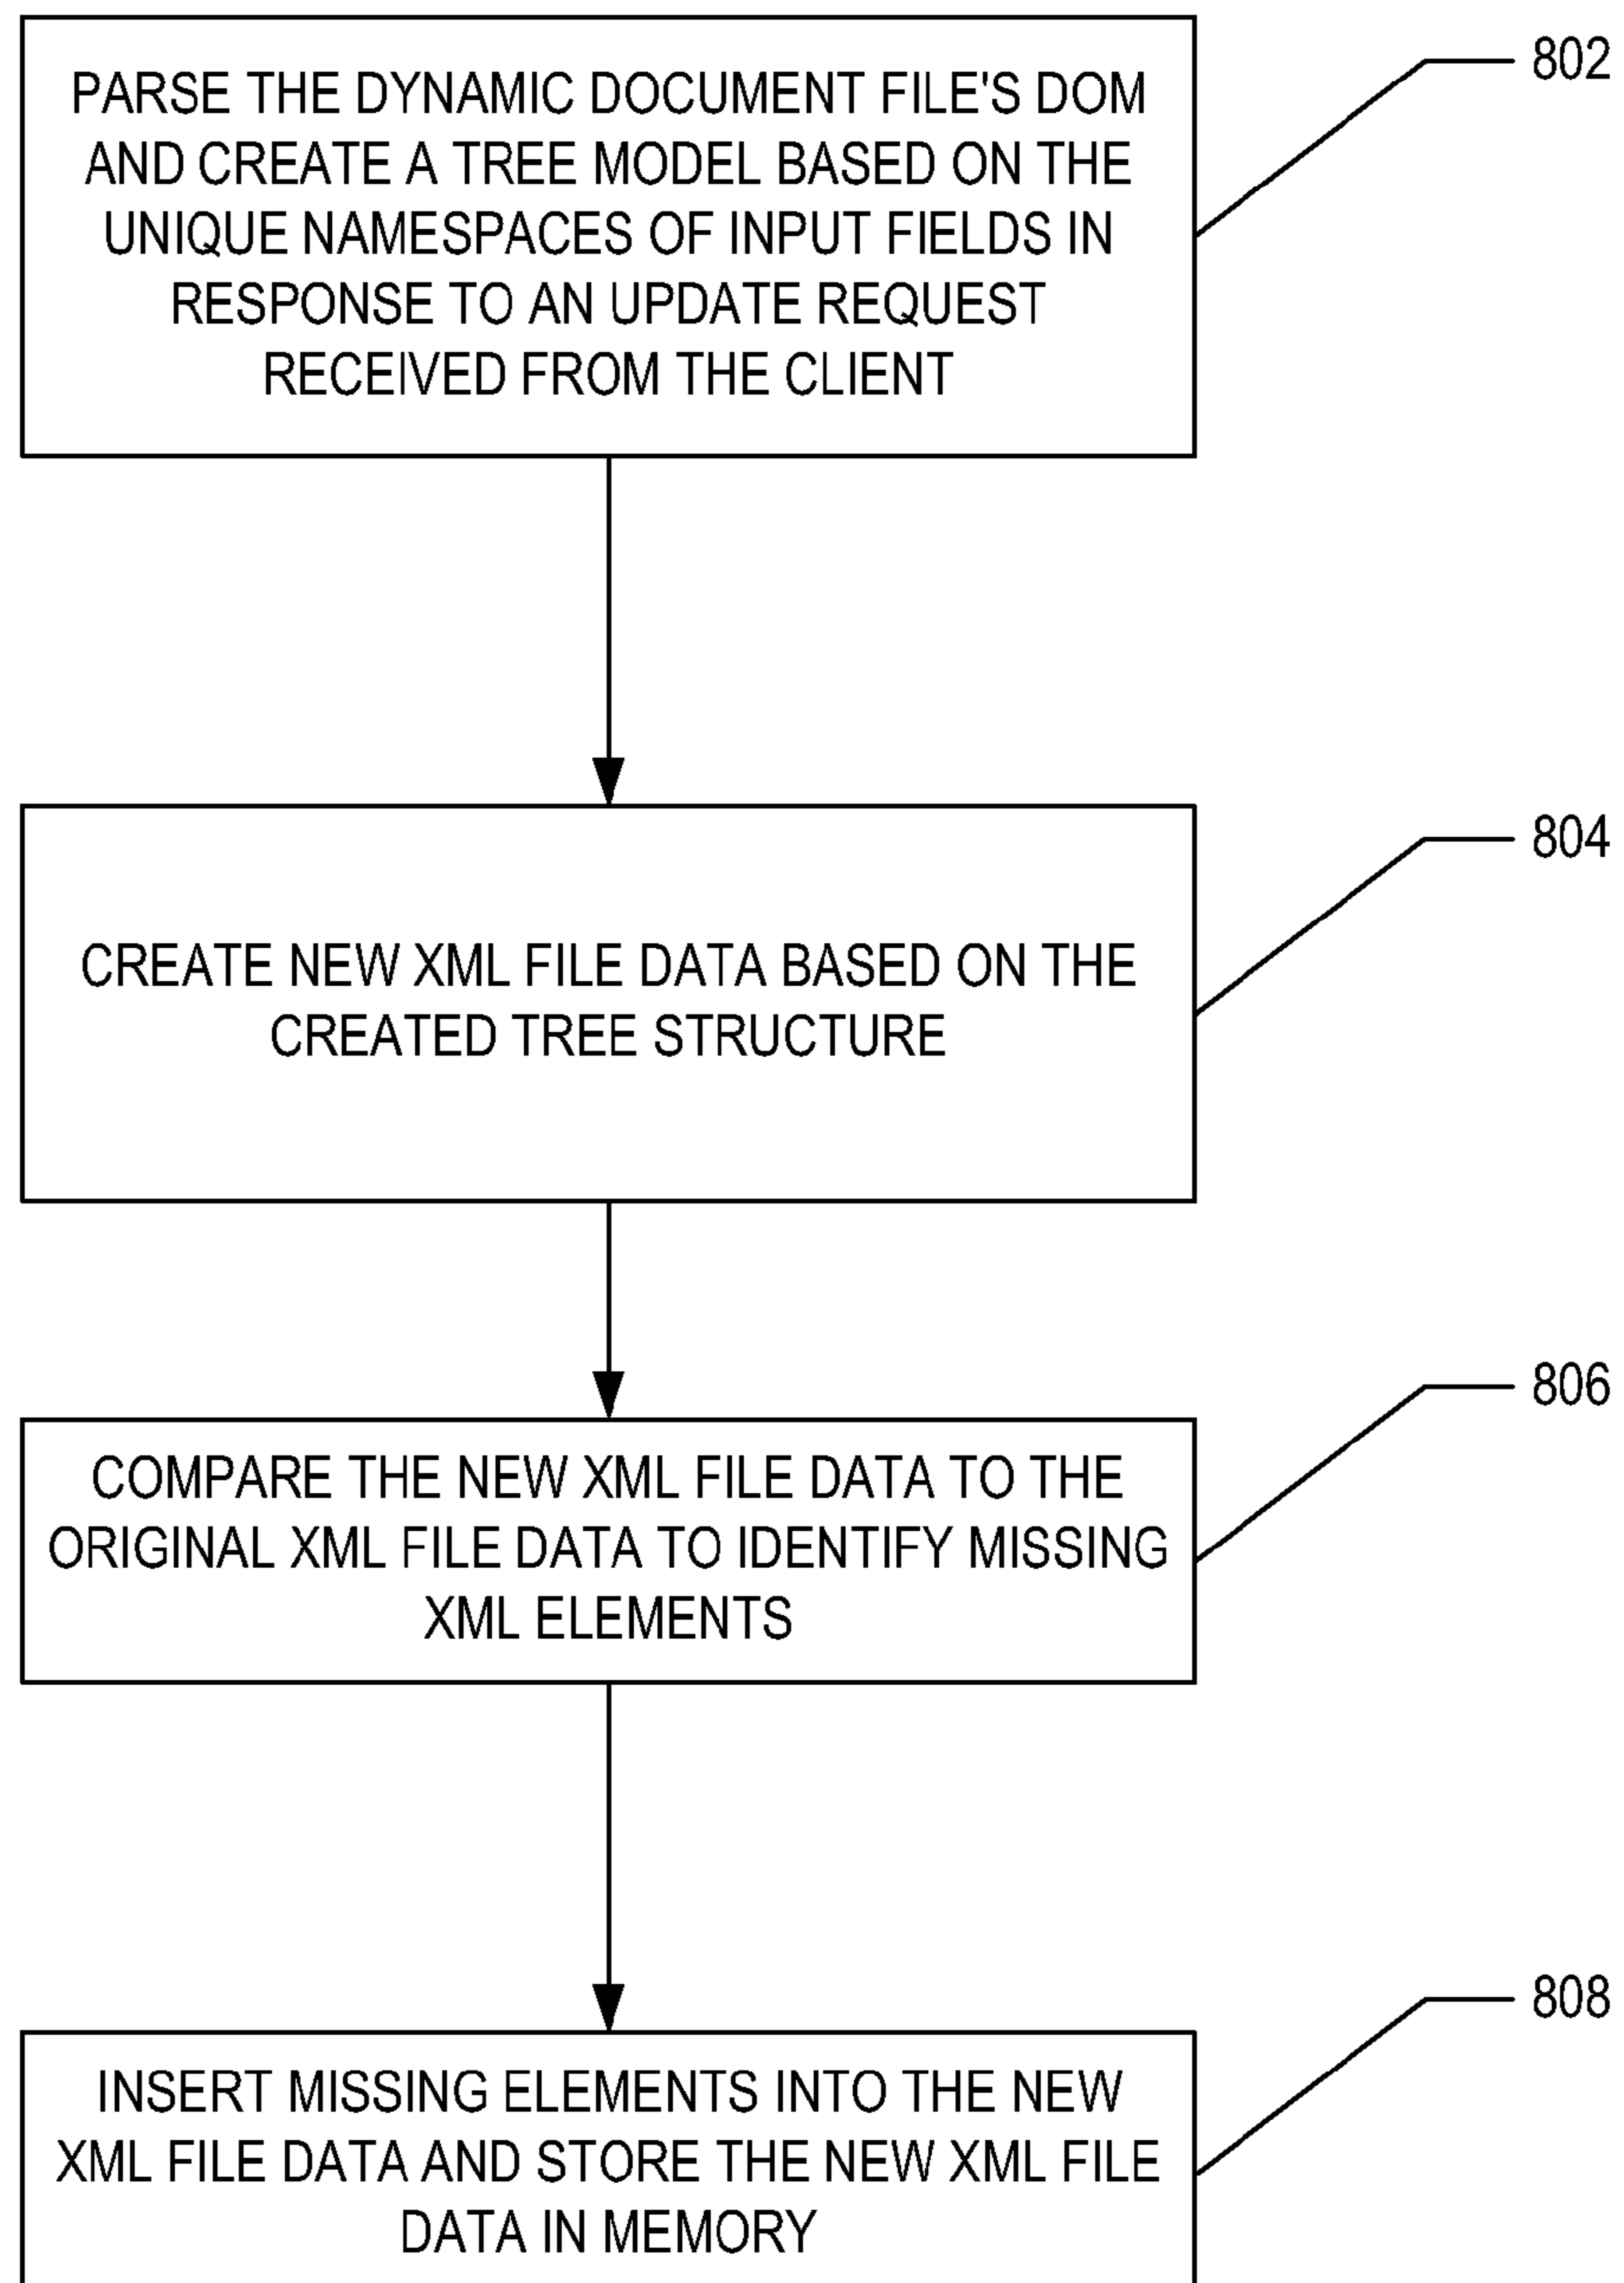 PARSE THE DYNAMIC DOCUMENT FILE'S DOM
AND CREATE A TREE MODEL BASED ON THE
UNIQUE NAMESPACES OF INPUT FIELDS IN
RESPONSE TO AN UPDATE REQUEST
RECEIVED FROM THE CLIENT
802
CREATE NEW XML FILE DATA BASED ON THE
CREATED TREE STRUCTURE
804
COMPARE THE NEW XML FILE DATA TO THE
ORIGINAL XML FILE DATA TO IDENTIFY MISSING
XML ELEMENTS
806
INSERT MISSING ELEMENTS INTO THE NEW
XML FILE DATA AND STORE THE NEW XML FILE
DATA IN MEMORY
808